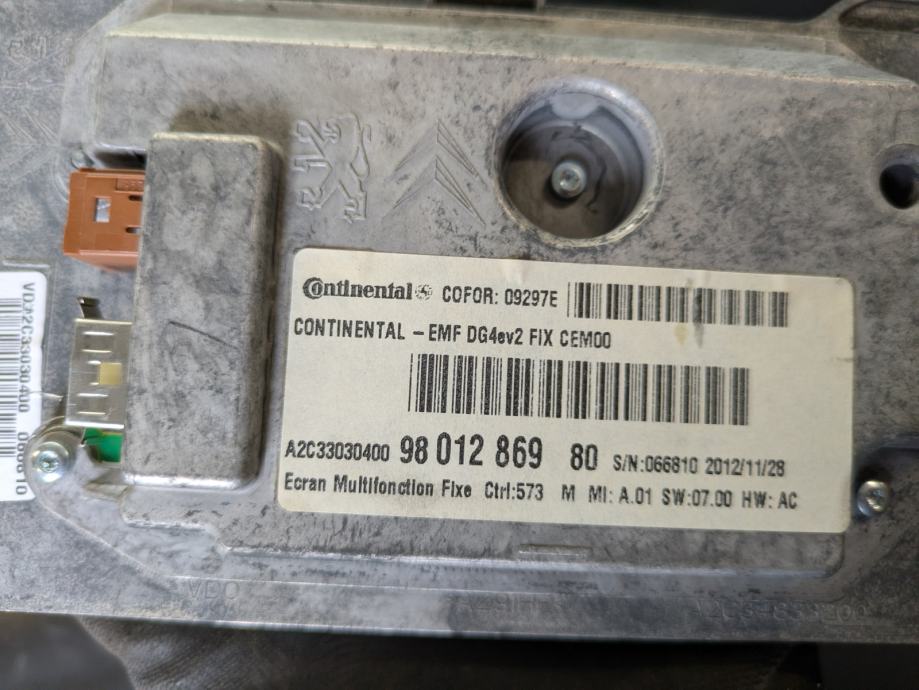 Continental COFOR: 09297E
CONTINENTAL - EMF DG4ev2 FIX CEM00
A2C33030400 98 012 869 80 S/N:066810 2012/11/28
Ecran Multifonction Fixe Ctrl:573 M MI: A.01 SW:07.00 HW: AC
VDO